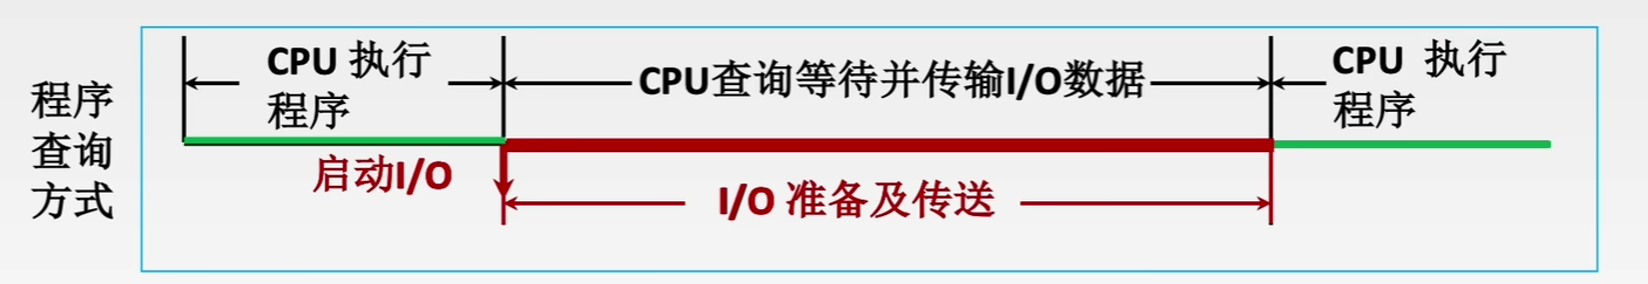 程序
查询
方式
CPU 执行
程序
CPU查询等待并传输I/O数据
CPU 执行
程序
启动I/O
I/O 准备及传送